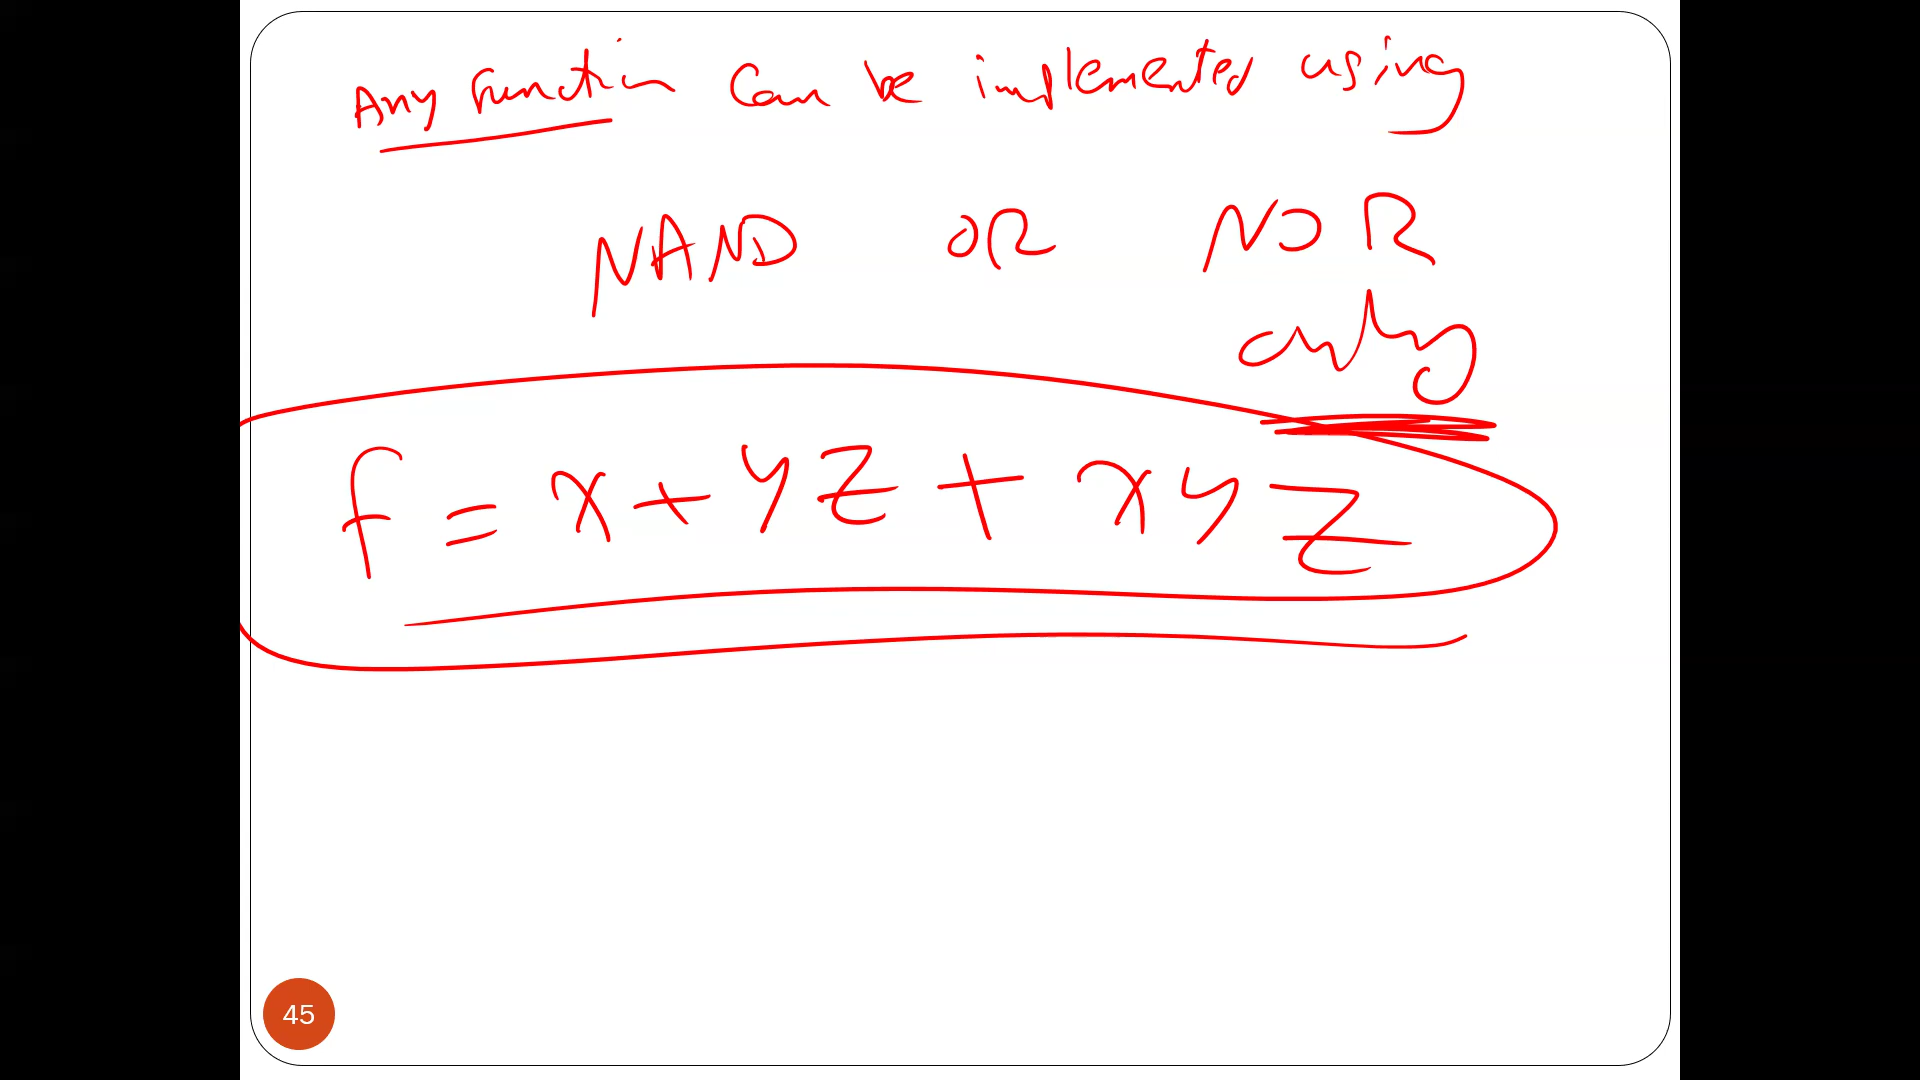 Any function can be implemented using
NAND OR NOR
only
f = x + yz + xyz
45